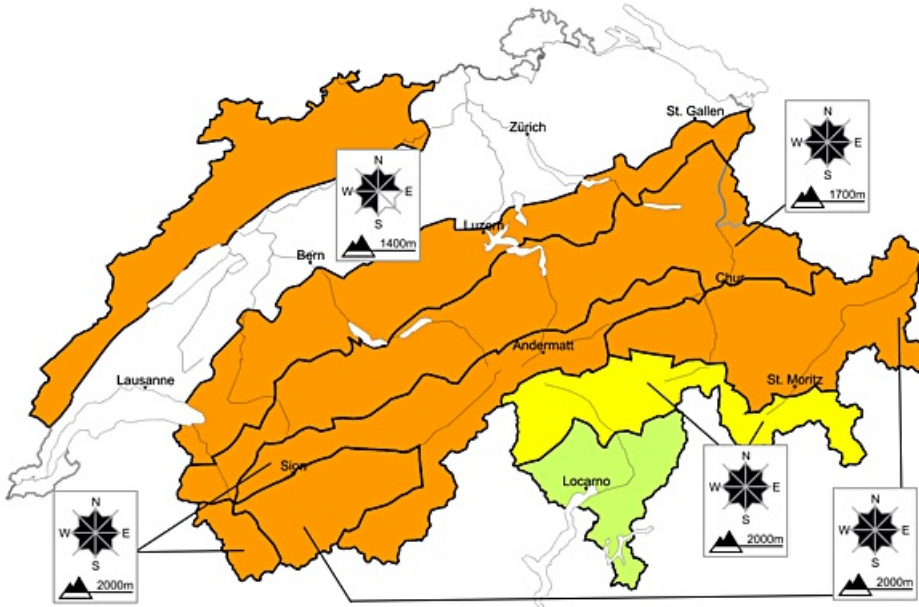 St. Gallen
Zürich
N
W E
S
1700m
N
W E
S
1400m
Luzern
Bern
Chur
Andermatt
Lausanne
St. Moritz
Sion
Locarno
N
W E
S
2000m
N
W E
S
2000m
N
W E
S
2000m